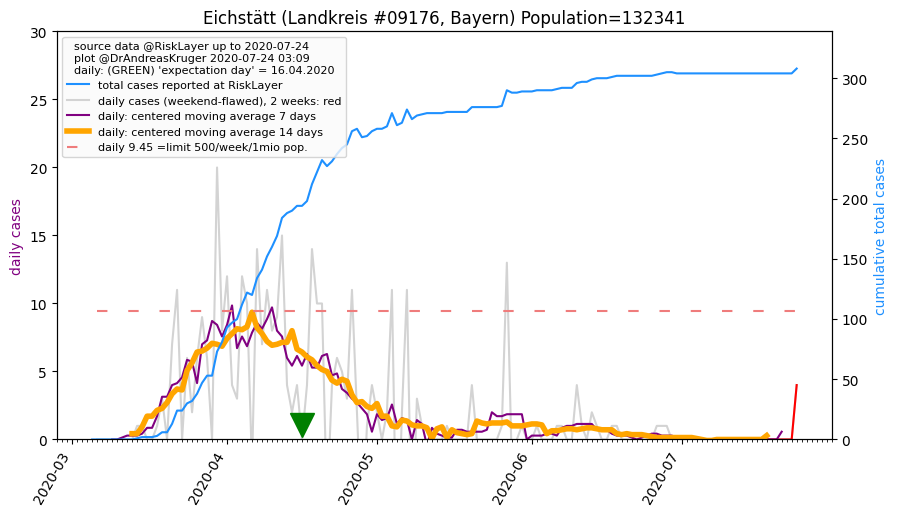 Eichstätt (Landkreis #09176, Bayern) Population=132341
source data @RiskLayer up to 2020-07-24
plot @DrAndreasKruger 2020-07-24 03:09
daily: (GREEN) 'expectation day' = 16.04.2020
total cases reported at RiskLayer
daily cases (weekend-flawed), 2 weeks: red
daily: centered moving average 7 days
daily: centered moving average 14 days
daily 9.45 =limit 500/week/1mio pop.
daily cases
30
25
20
15
10
5
0
cumulative total cases
300
250
200
150
100
50
0
2020-03
2020-04
2020-05
2020-06
2020-07